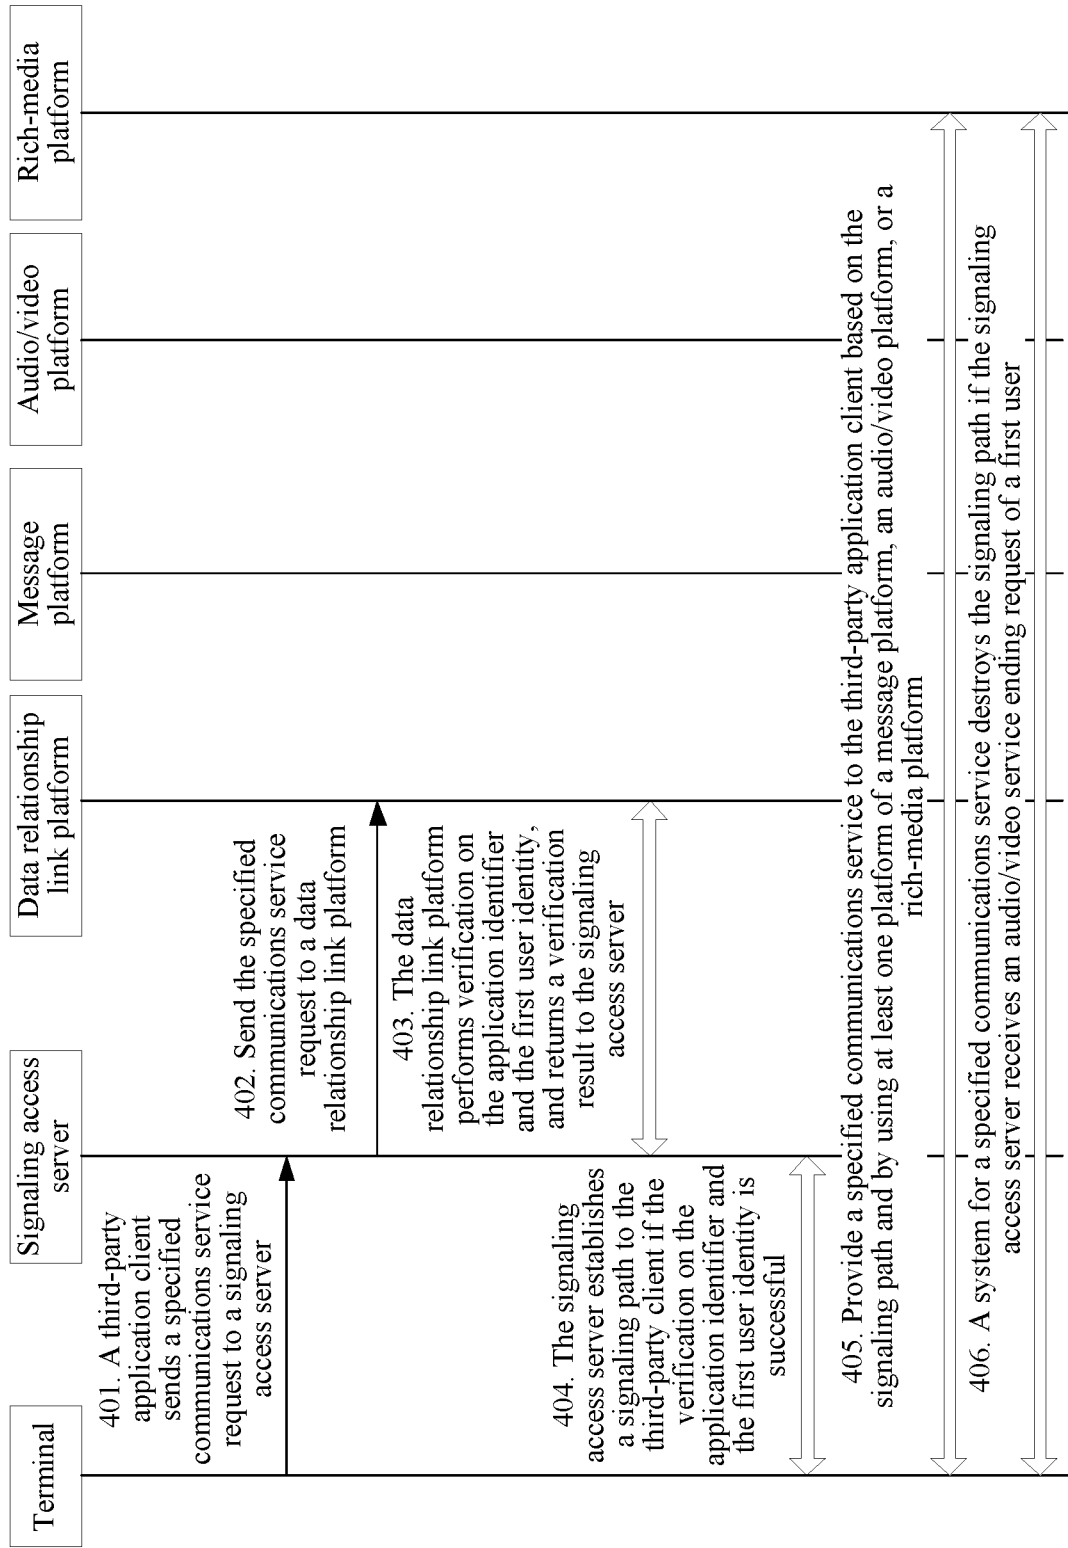 Terminal
Signaling access
server
Data relationship
link platform
Message
platform
Audio/video
platform
Rich-media
platform
401. A third-party
application client
sends a specified
communications service
request to a signaling
access server
402. Send the specified
communications service
request to a data
relationship link platform
403. The data
relationship link platform
performs verification on
the application identifier
and the first user identity,
and returns a verification
result to the signaling
access server
404. The signaling
access server establishes
a signaling path to the
third-party client if the
verification on the
application identifier and
the first user identity is
successful
405. Provide a specified communications service to the third-party application client based on the
signaling path and by using at least one platform of a message platform, an audio/video platform, or a
rich-media platform
406. A system for a specified communications service destroys the signaling path if the signaling
access server receives an audio/video service ending request of a first user